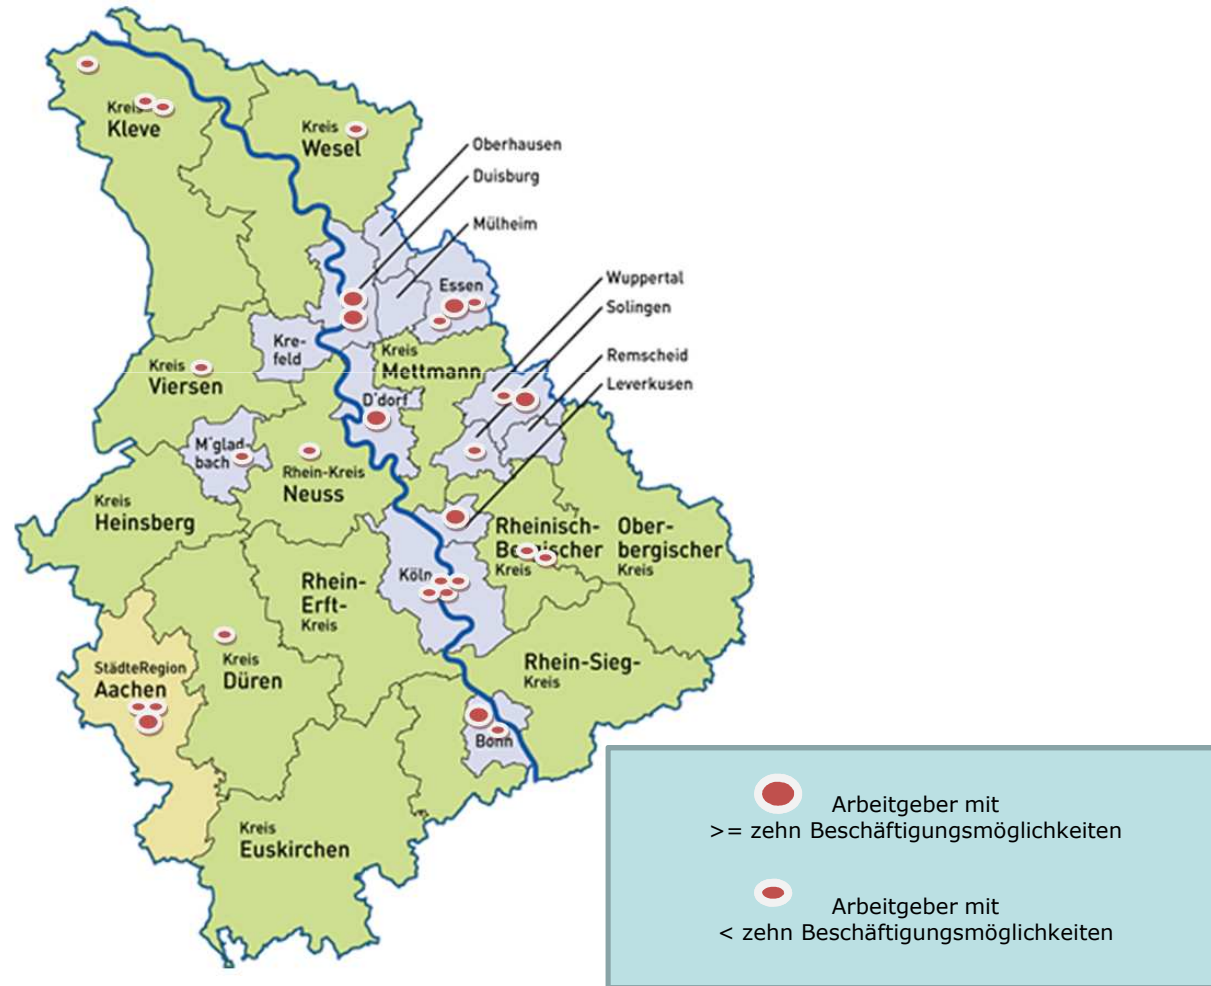 Kreis
Kleve
Kreis
Wesel
Oberhausen
Duisburg
Mülheim
Essen
Wuppertal
Solingen
Remscheid
Leverkusen
Kre-
feld
Kreis
Mettmann
Kreis
Viersen
D'dorf
M'glad-
bach
Rhein-Kreis
Neuss
Kreis
Heinsberg
Rheinisch-
Bergischer
Kreis
Ober-
bergischer
Kreis
Köln
Rhein-
Erft-
Kreis
StädteRegion
Aachen
Kreis
Düren
Rhein-Sieg-
Kreis
Bonn
Kreis
Euskirchen
Arbeitgeber mit
>= zehn Beschäftigungsmöglichkeiten
Arbeitgeber mit
< zehn Beschäftigungsmöglichkeiten